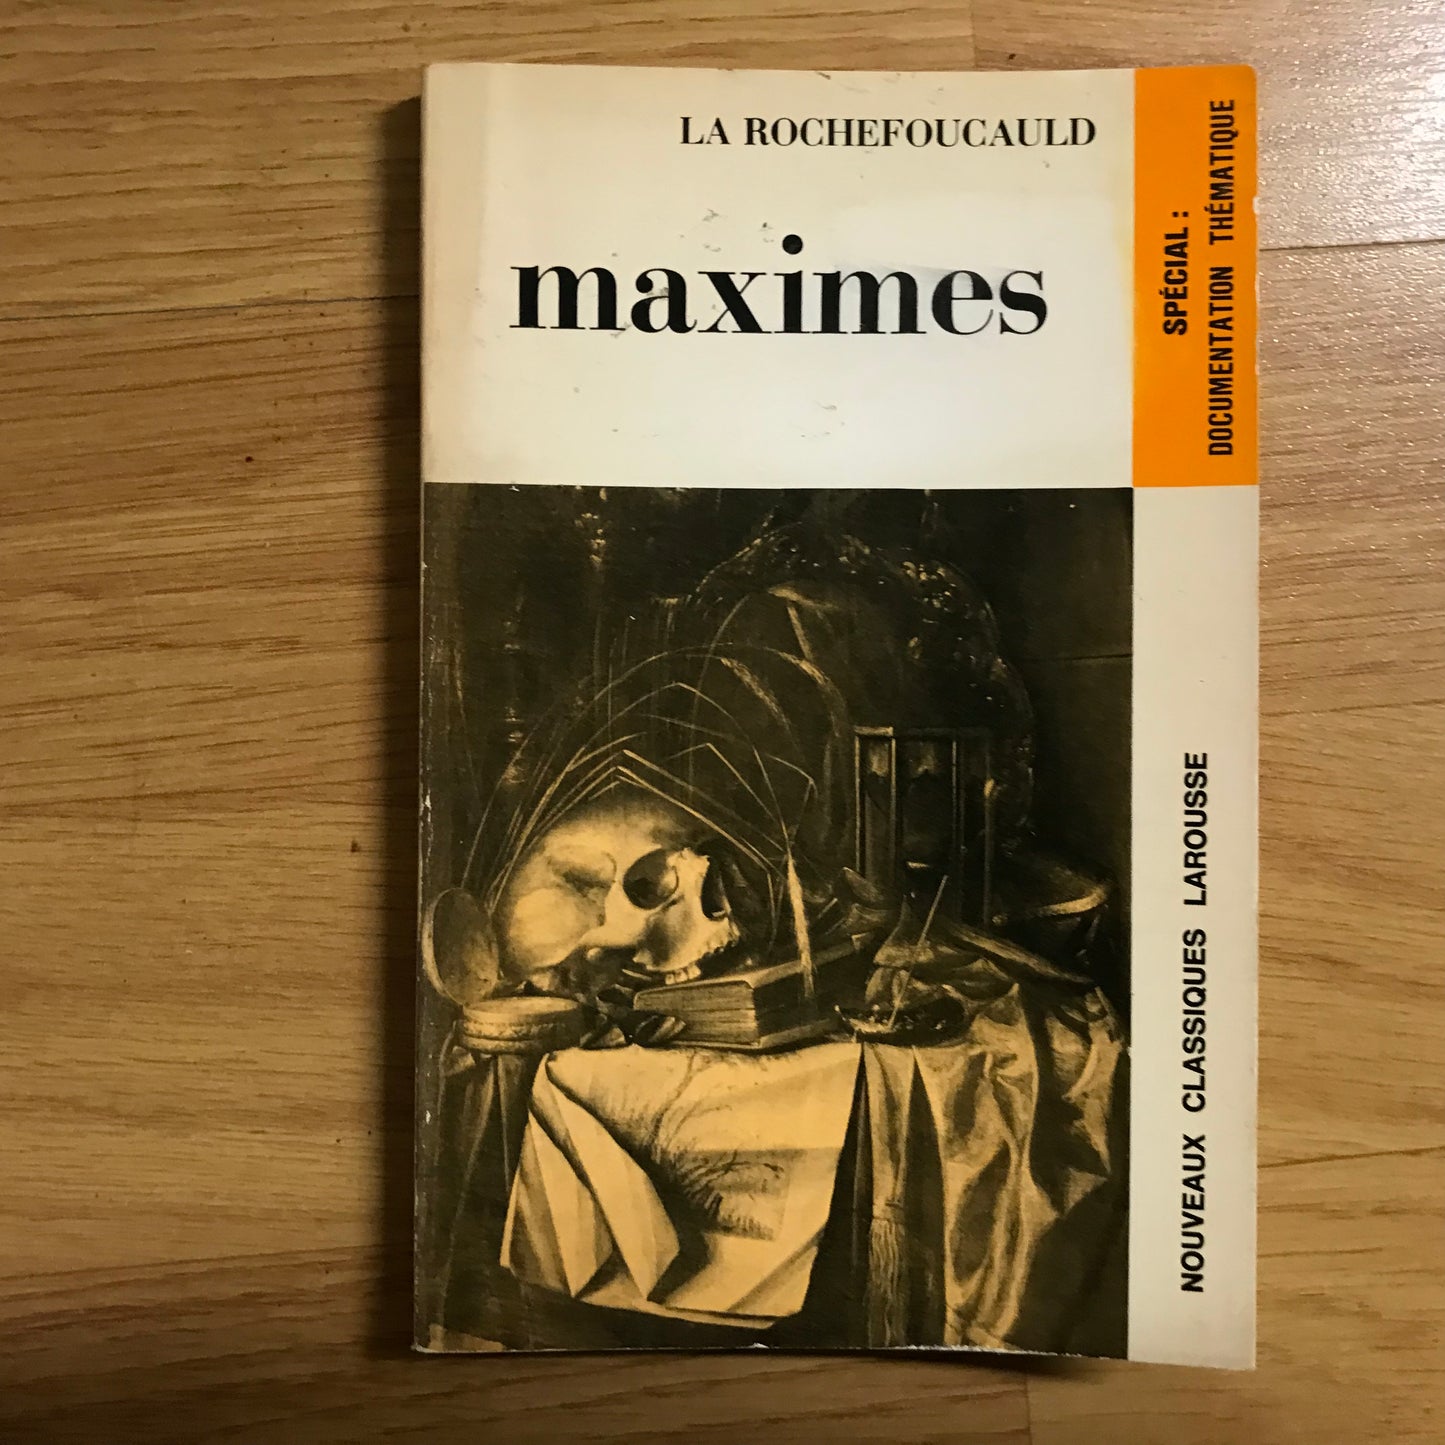 LA ROCHEFOUCAULD
maximes
SPÉCIAL :
DOCUMENTATION THÉMATIQUE
NOUVEAUX CLASSIQUES LAROUSSE